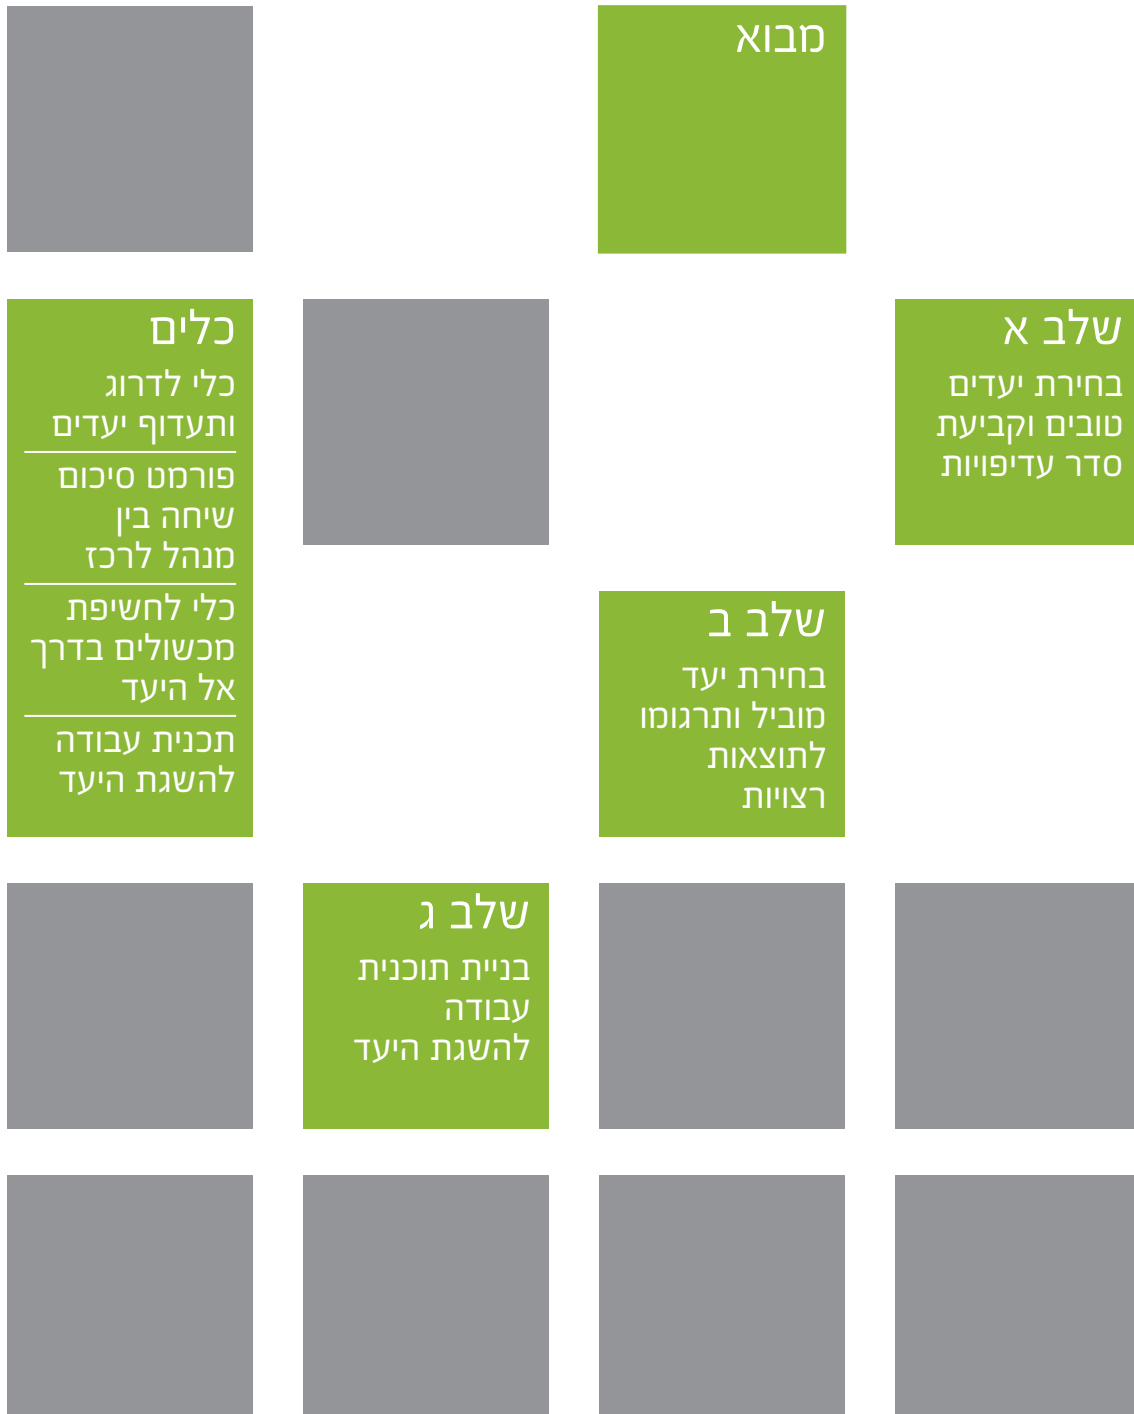 מבוא
שלב א
בחירת יעדים
טובים וקביעת
סדר עדיפויות
שלב ב
בחירת יעד
מוביל ותרגומו
לתוצאות
רצויות
שלב ג
בניית תוכנית
עבודה
להשגת היעד
כלים
כלי לדרוג
ותעדוף יעדים
פורמט סיכום
שיחה בין
מנהל לרכז
כלי לחשיפת
מכשולים בדרך
אל היעד
תכנית עבודה
להשגת היעד